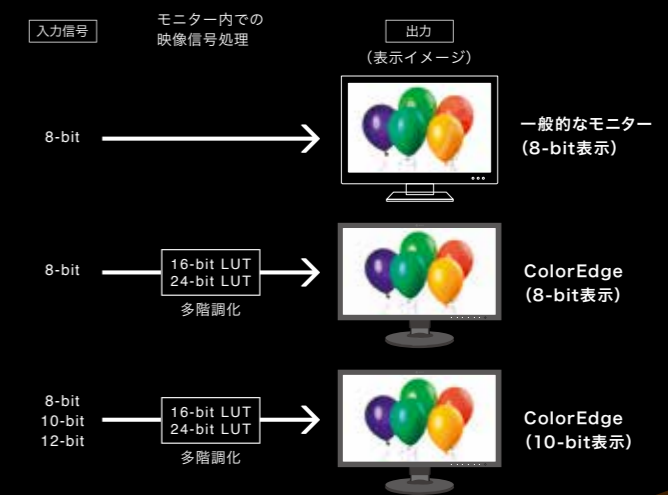 入力信号
モニター内での
映像信号処理
出力
（表示イメージ）
8-bit
一般的なモニター
（8-bit表示）
8-bit
16-bit LUT
24-bit LUT
多階調化
ColorEdge
（8-bit表示）
8-bit
10-bit
12-bit
16-bit LUT
24-bit LUT
多階調化
ColorEdge
（10-bit表示）